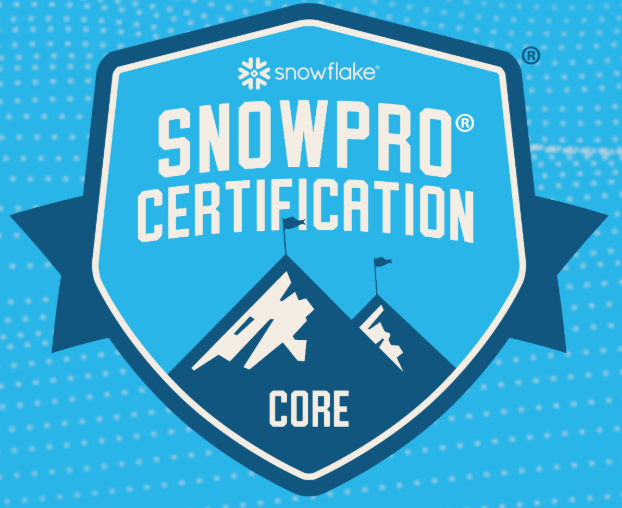 snowflake®
SNOWPRO®
CERTIFICATION
CORE
®